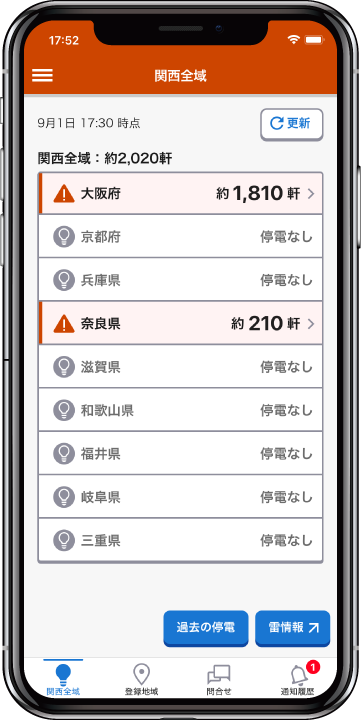 17:52
関西全域
9月1日 17:30 時点
更新
関西全域：約2,020軒
大阪府 約 1,810 軒
京都府 停電なし
兵庫県 停電なし
奈良県 約 210 軒
滋賀県 停電なし
和歌山県 停電なし
福井県 停電なし
岐阜県 停電なし
三重県 停電なし
過去の停電 雷情報
1
関西全域 登録地域 問合せ 通知履歴